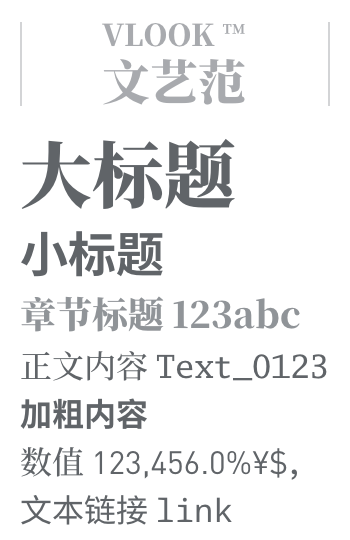 VLOOK ™
文艺范
大标题
小标题
章节标题 123abc
正文内容 Text_0123
加粗内容
数值 123,456.0%¥$,
文本链接 link